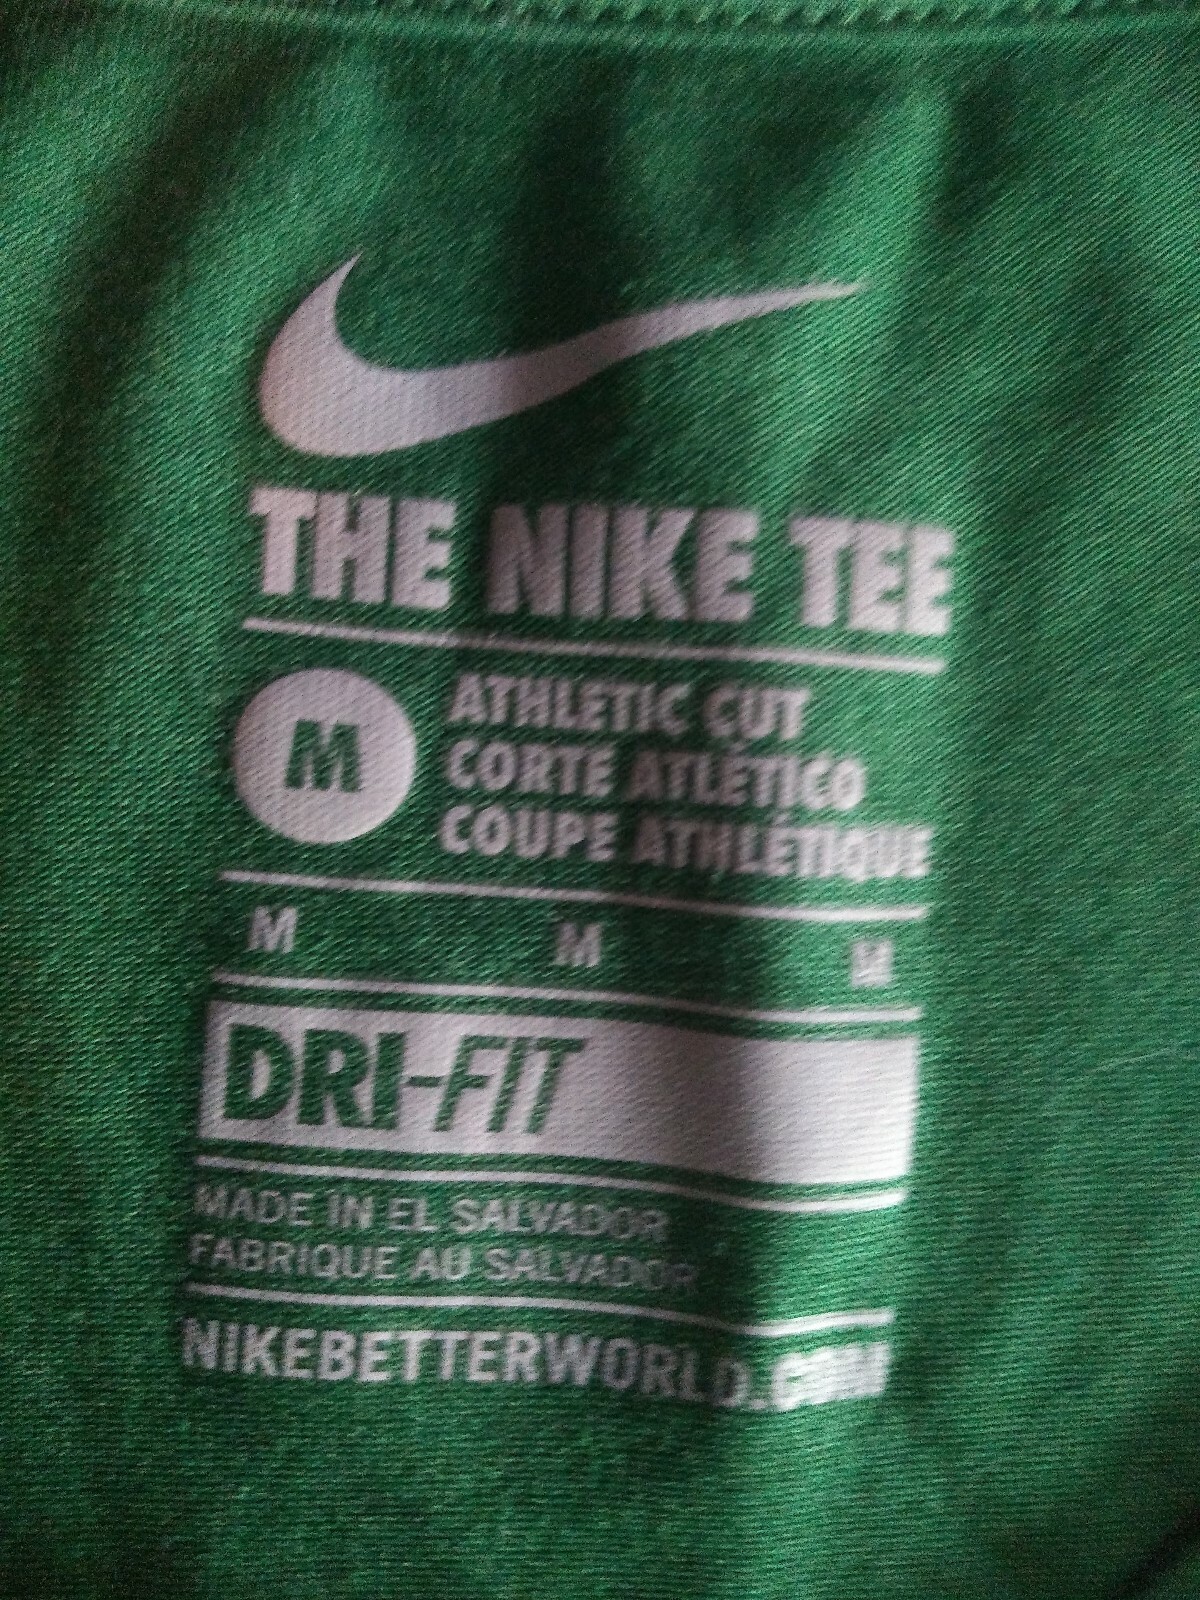 THE NIKE TEE
M
ATHLETIC CUT
CORTE ATLÉTICO
COUPE ATHLÉTIQUE
M M M
DRI-FIT
MADE IN EL SALVADOR
FABRIQUE AU SALVADOR
NIKEBETTERWORLD.COM